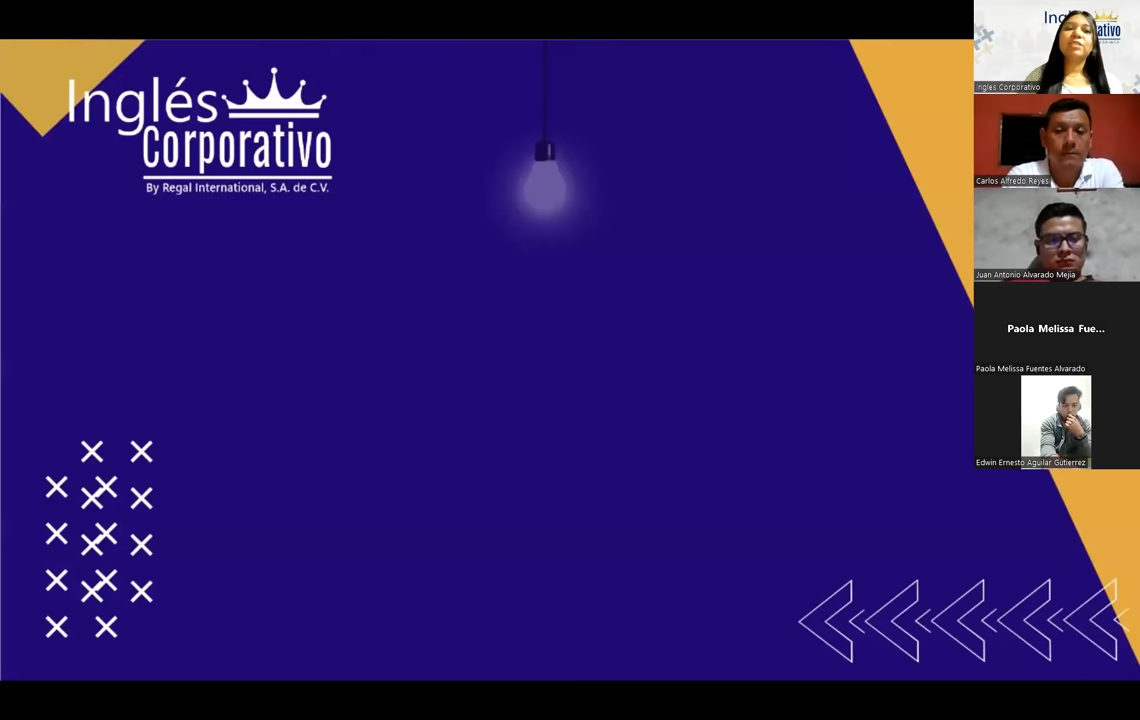 Inglés
Corporativo
By Regal International, S.A. de C.V.
Ingles Corporativo
Carlos Alfredo Reyes
Juan Antonio Alvarado Mejia
Paola Melissa Fue...
Paola Melissa Fuentes Alvarado
Edwin Ernesto Aguilar Gutierrez